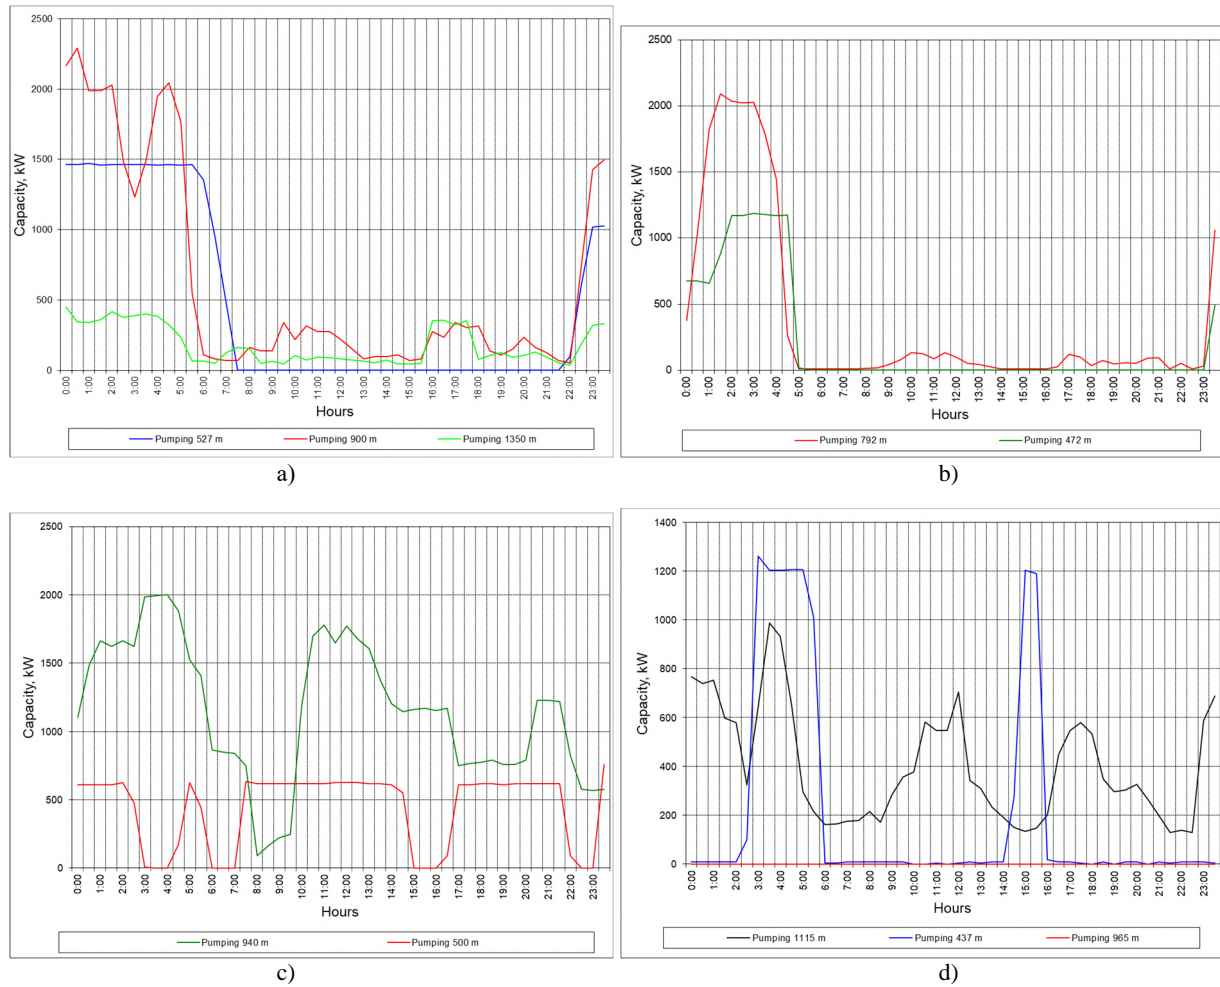 2500
2000
1500
1000
500
0
Capacity, kW
0:00 1:00 2:00 3:00 4:00 5:00 6:00 7:00 8:00 9:00 10:00 11:00 12:00 13:00 14:00 15:00 16:00 17:00 18:00 19:00 20:00 21:00 22:00 23:00
Hours
Pumping 527 m Pumping 900 m Pumping 1350 m
a)
2500
2000
1500
1000
500
0
Capacity, kW
0:00 1:00 2:00 3:00 4:00 5:00 6:00 7:00 8:00 9:00 10:00 11:00 12:00 13:00 14:00 15:00 16:00 17:00 18:00 19:00 20:00 21:00 22:00 23:00
Hours
Pumping 792 m Pumping 472 m
b)
2500
2000
1500
1000
500
0
Capacity, kW
0:00 1:00 2:00 3:00 4:00 5:00 6:00 7:00 8:00 9:00 10:00 11:00 12:00 13:00 14:00 15:00 16:00 17:00 18:00 19:00 20:00 21:00 22:00 23:00
Hours
Pumping 940 m Pumping 500 m
c)
1400
1200
1000
800
600
400
200
0
Capacity, kW
0:00 1:00 2:00 3:00 4:00 5:00 6:00 7:00 8:00 9:00 10:00 11:00 12:00 13:00 14:00 15:00 16:00 17:00 18:00 19:00 20:00 21:00 22:00 23:00
Hours
Pumping 1115 m Pumping 437 m Pumping 965 m
d)